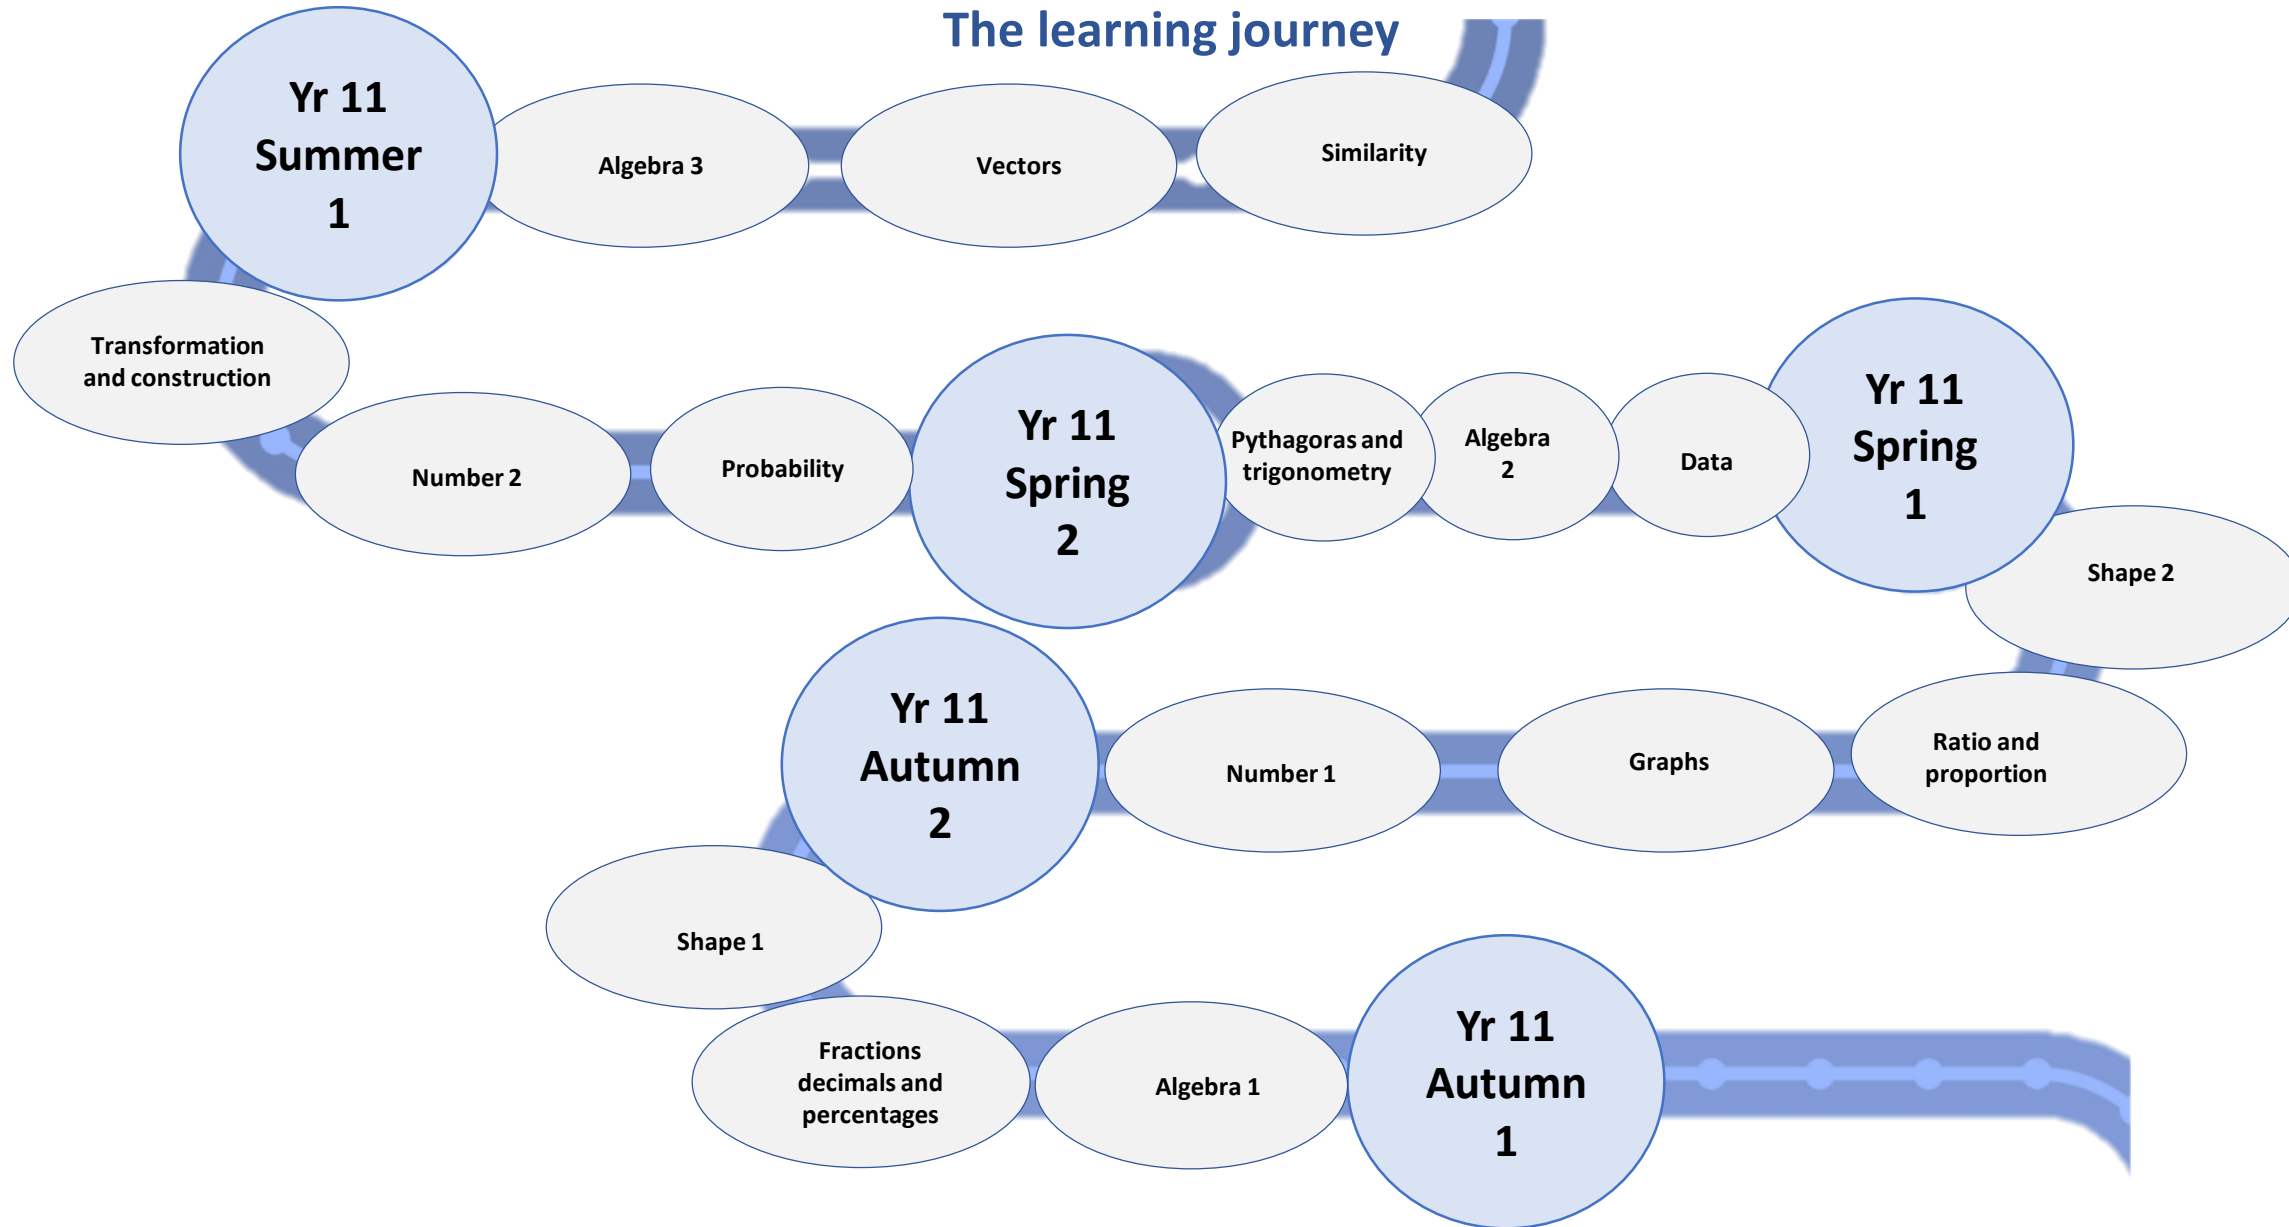 The learning journey
Yr 11
Summer
1
Algebra 3
Vectors
Similarity
Transformation
and construction
Number 2
Probability
Yr 11
Spring
2
Pythagoras and
trigonometry
Algebra
2
Data
Yr 11
Spring
1
Shape 2
Yr 11
Autumn
2
Number 1
Graphs
Ratio and
proportion
Shape 1
Fractions
decimals and
percentages
Algebra 1
Yr 11
Autumn
1